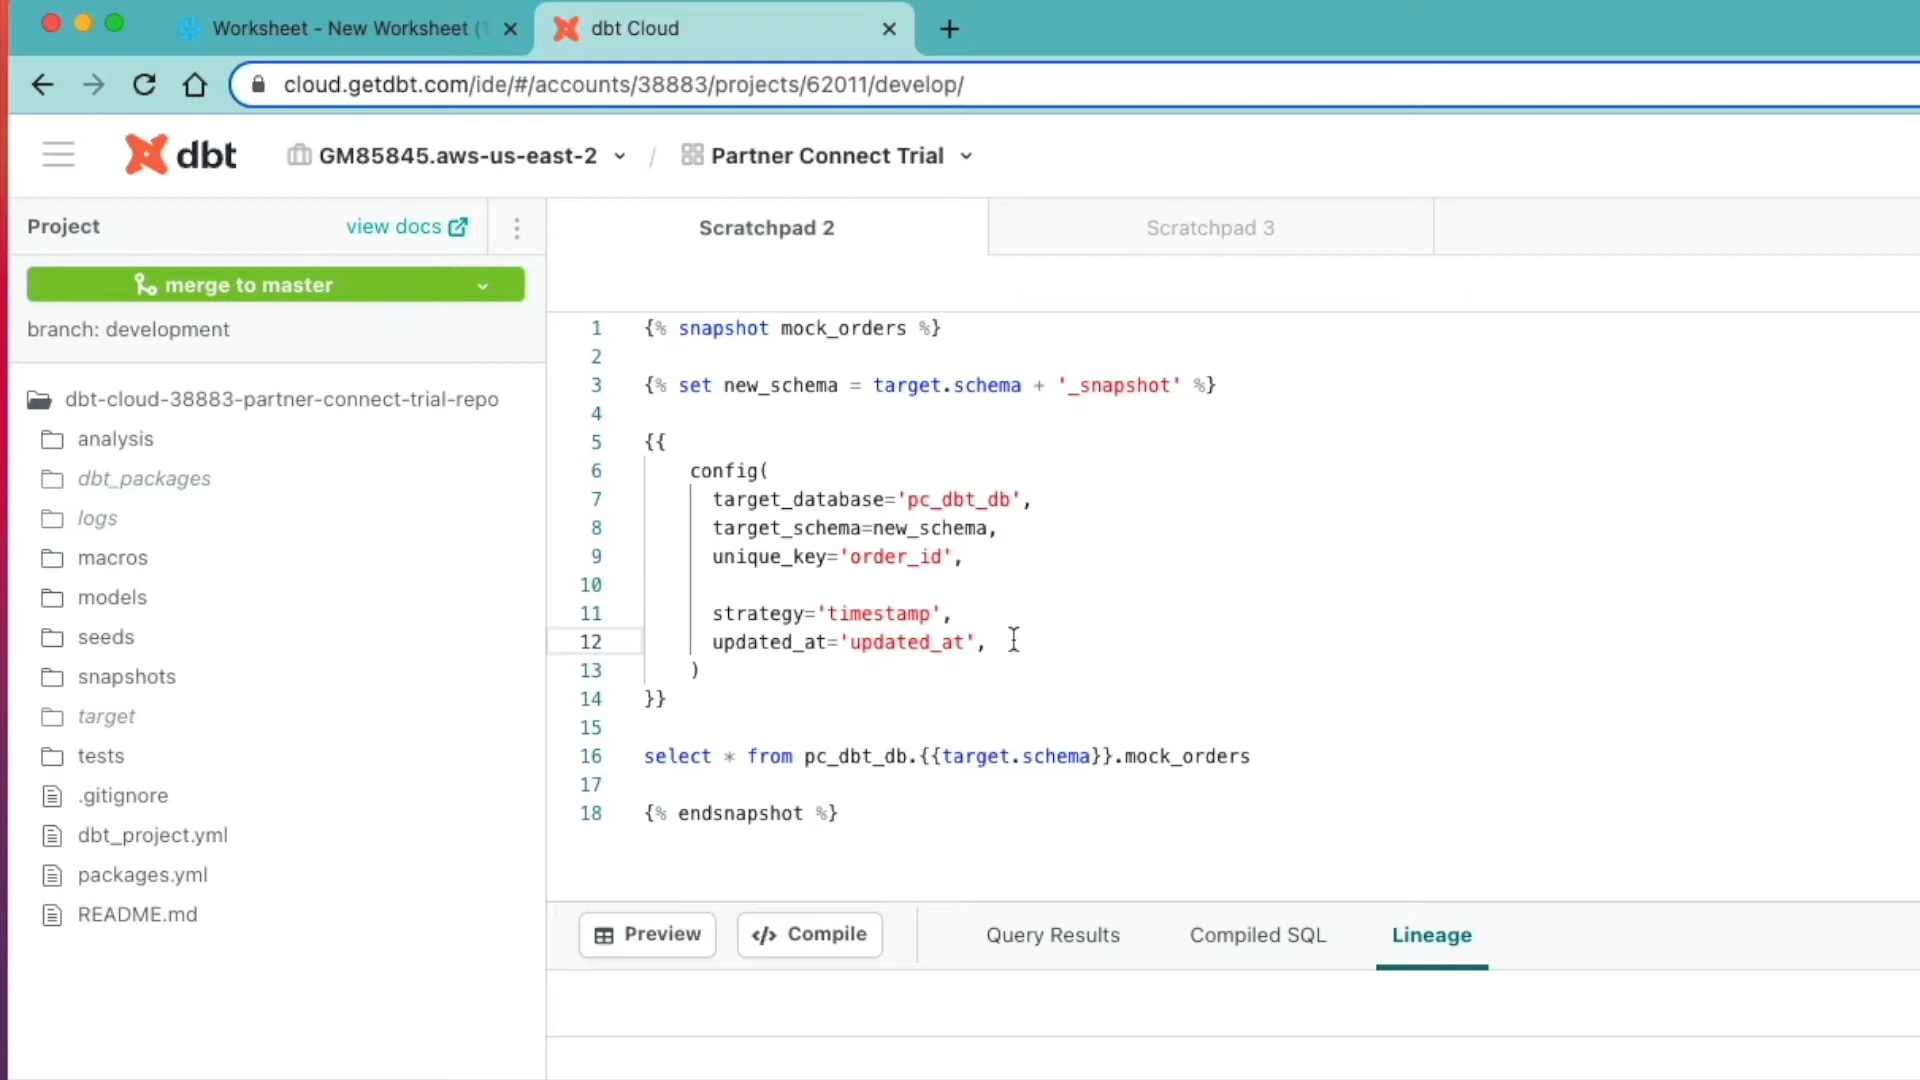 Worksheet - New Worksheet (
dbt Cloud
cloud.getdbt.com/ide/#/accounts/38883/projects/62011/develop/
dbt
GM85845.aws-us-east-2
/
Partner Connect Trial
Project
view docs
merge to master
branch: development
dbt-cloud-38883-partner-connect-trial-repo
analysis
dbt_packages
logs
macros
models
seeds
snapshots
target
tests
.gitignore
dbt_project.yml
packages.yml
README.md
Scratchpad 2
Scratchpad 3
1 {% snapshot mock_orders %}
2
3 {% set new_schema = target.schema + '_snapshot' %}
4
5 {{
6 config(
7 target_database='pc_dbt_db',
8 target_schema=new_schema,
9 unique_key='order_id',
10
11 strategy='timestamp',
12 updated_at='updated_at',
13 )
14 }}
15
16 select * from pc_dbt_db.{{target.schema}}.mock_orders
17
18 {% endsnapshot %}
Preview
</> Compile
Query Results
Compiled SQL
Lineage